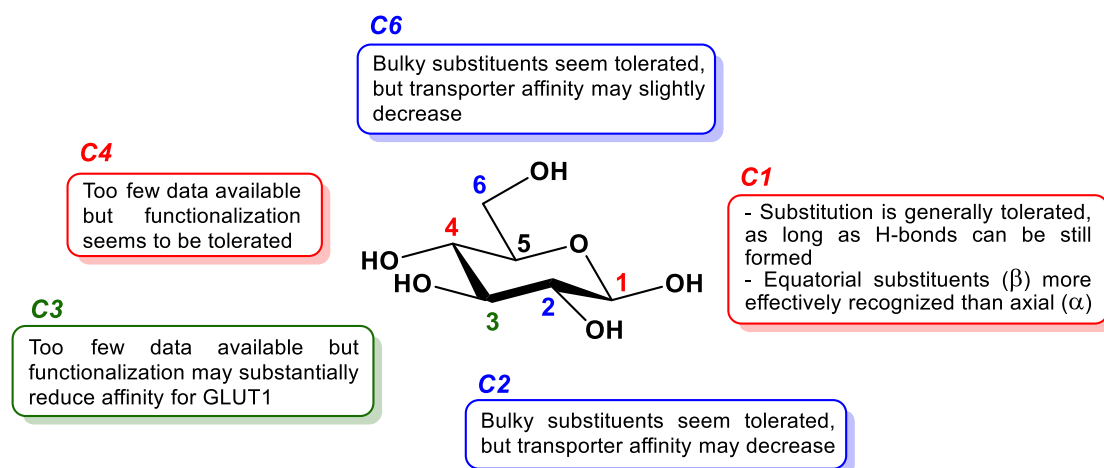 C6
Bulky substituents seem tolerated,
but transporter affinity may slightly
decrease
C4
Too few data available
but functionalization
seems to be tolerated
C1
- Substitution is generally tolerated,
as long as H-bonds can be still
formed
- Equatorial substituents (β) more
effectively recognized than axial (α)
OH
6
4
HO
5
O
HO
1
OH
3
2
OH
C3
Too few data available but
functionalization may substantially
reduce affinity for GLUT1
C2
Bulky substituents seem tolerated,
but transporter affinity may decrease